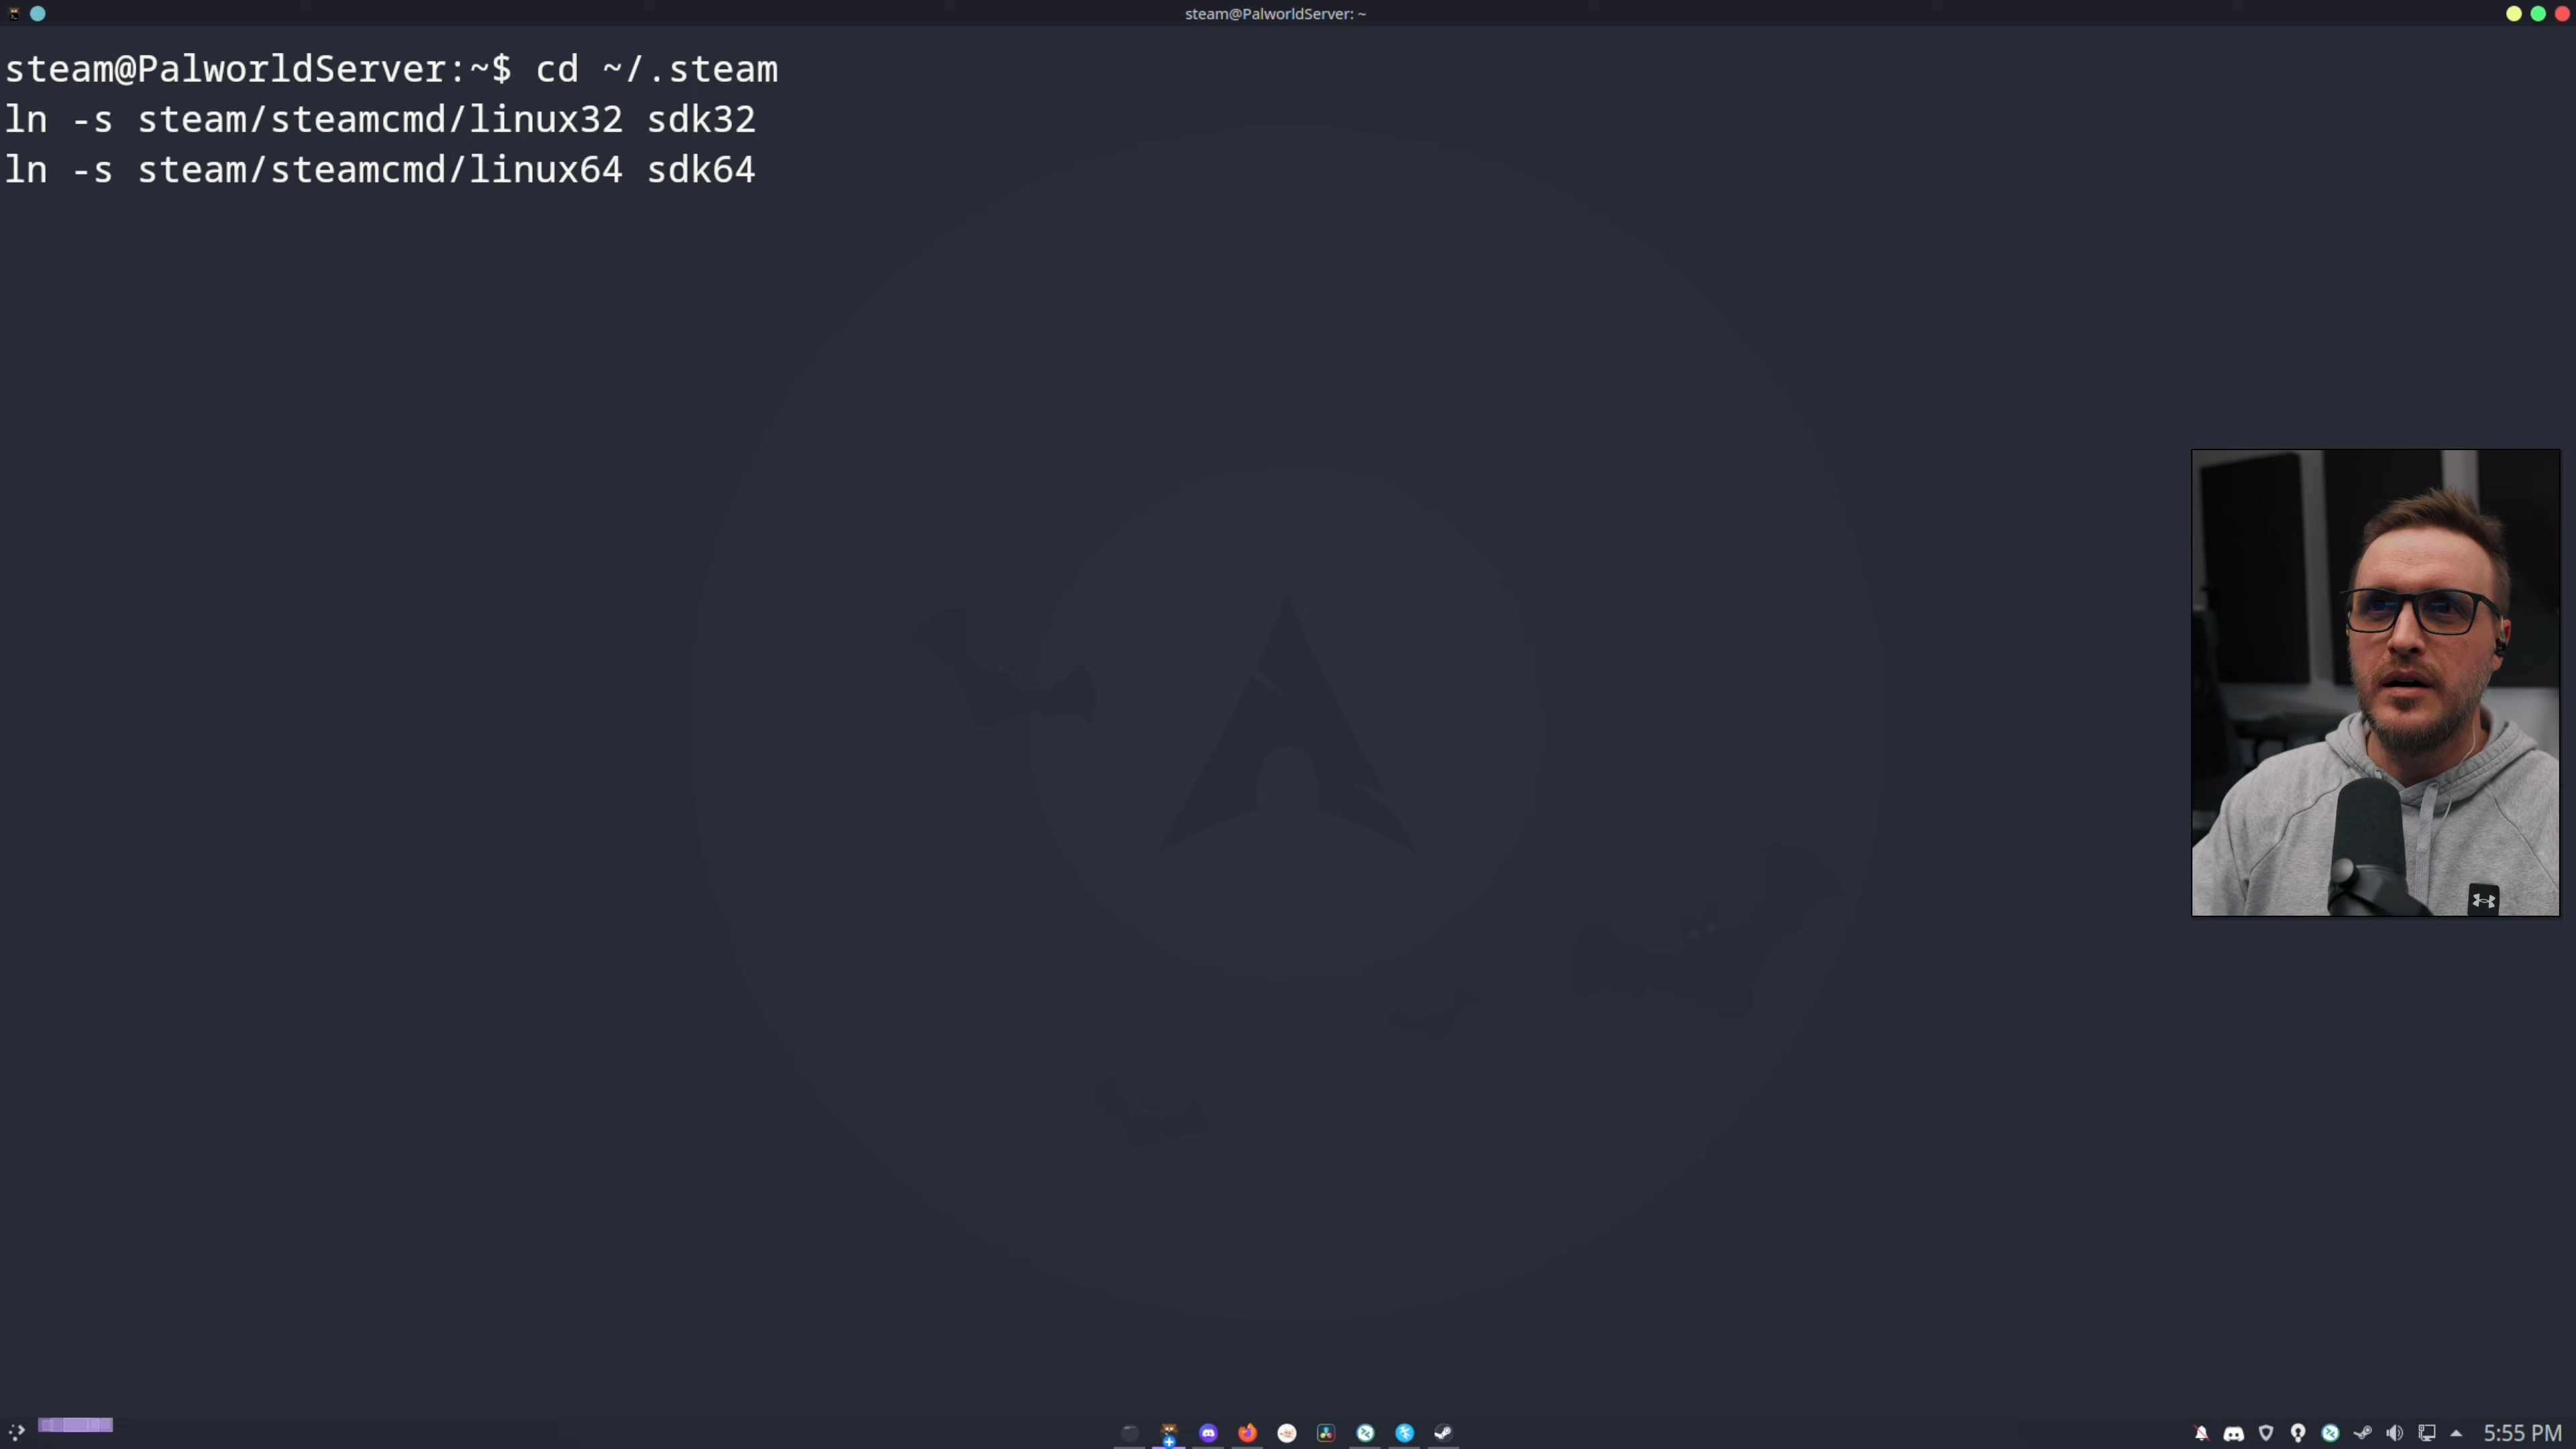 steam@PalworldServer: ~
steam@PalworldServer:~$ cd ~/.steam
ln -s steam/steamcmd/linux32 sdk32
ln -s steam/steamcmd/linux64 sdk64
5:55 PM